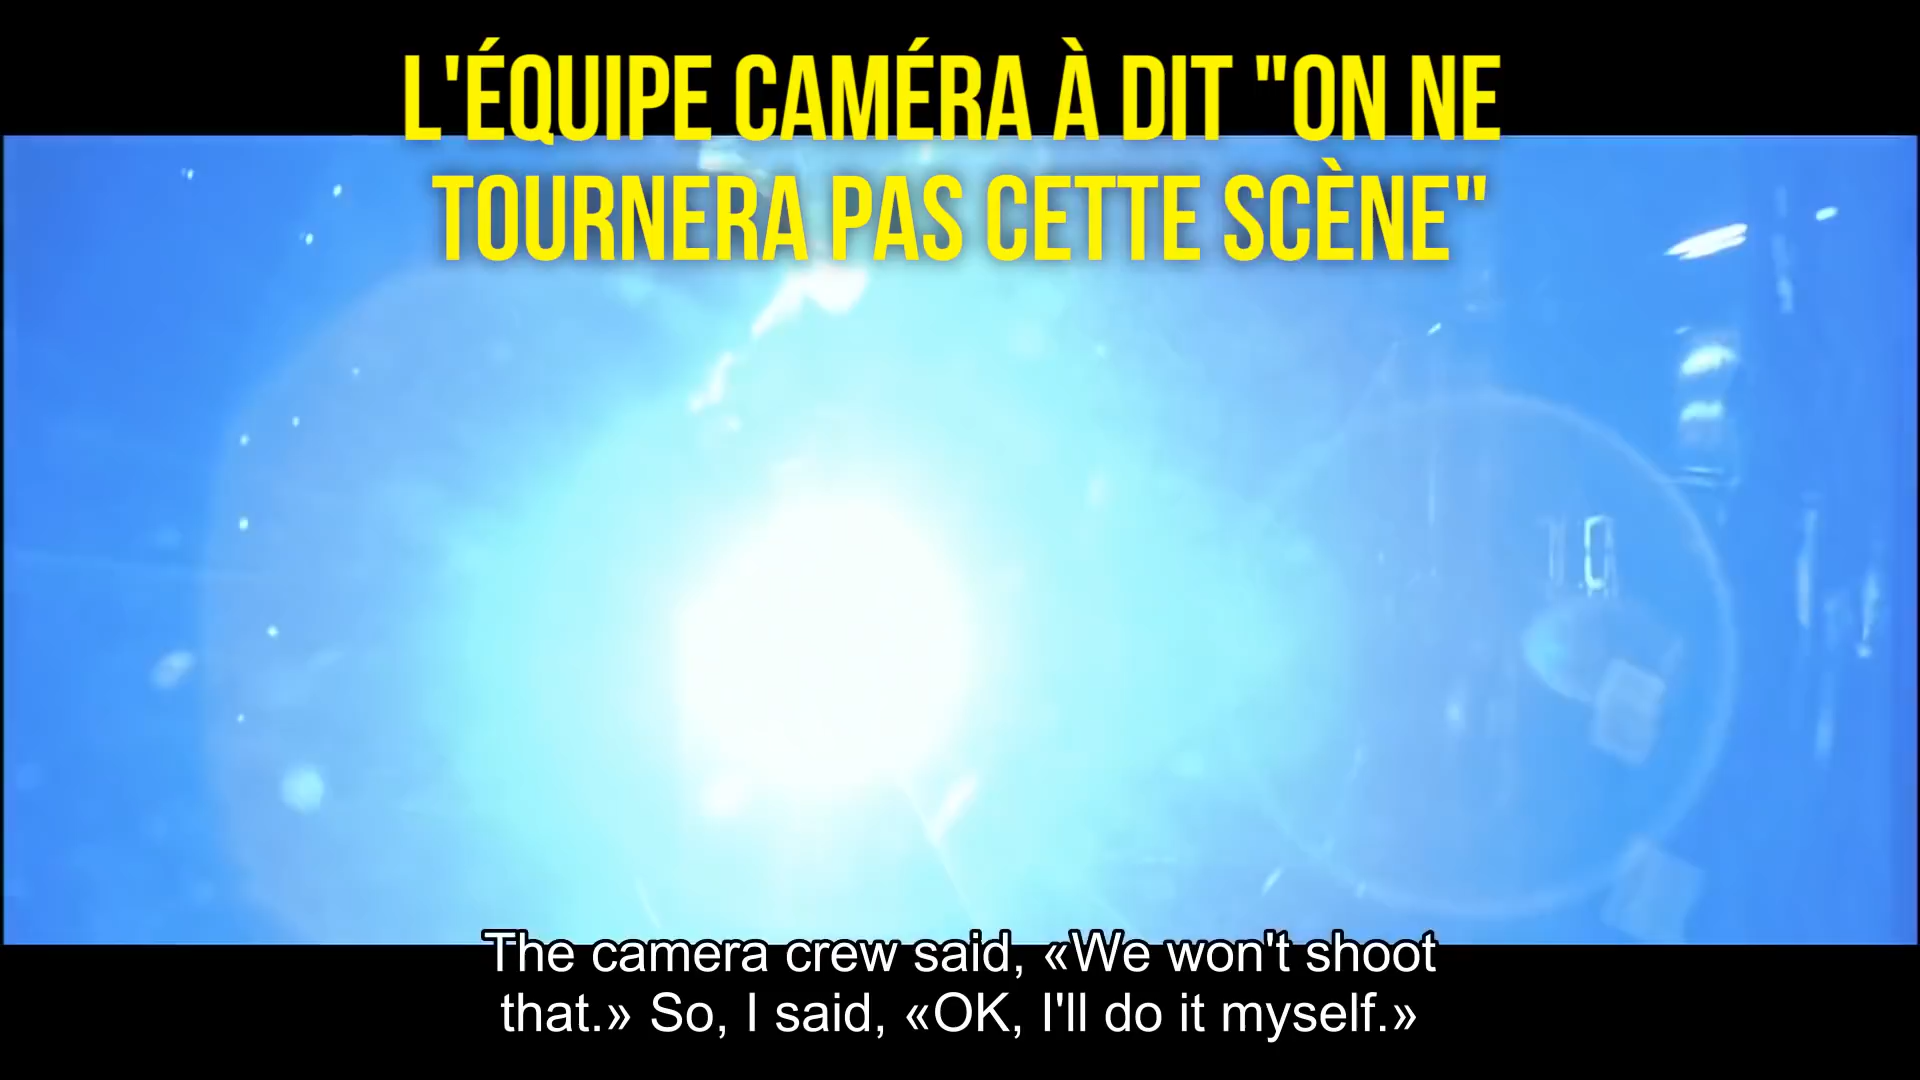 L'ÉQUIPE CAMÉRA À DIT "ON NE
TOURNERA PAS CETTE SCÈNE"
The camera crew said, «We won't shoot
that.» So, I said, «OK, I'll do it myself.»